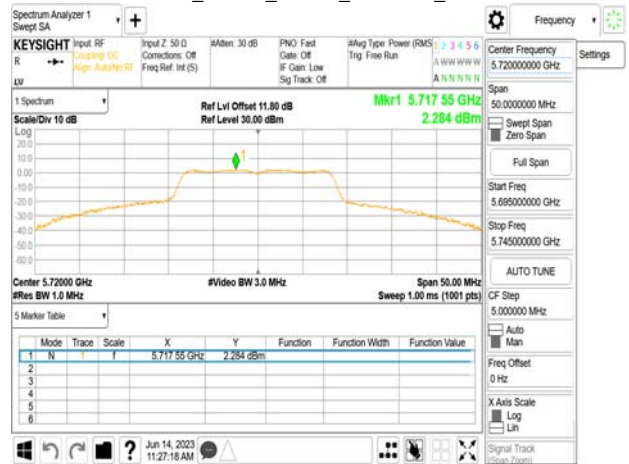 Spectrum Analyzer 1
Swept SA
Frequency
KEYSIGHT
Input: RF
Coupling: DC
Align: Auto/No RF
Input Z: 50 Ω
Corrections: Off
Freq Ref: Int (S)
#Atten: 30 dB
PNO: Fast
Gate: Off
IF Gain: Low
Sig Track: Off
#Avg Type: Power (RMS
Trig: Free Run
1 2 3 4 5 6
A W W W W W
A N N N N N
R
Center Frequency
5.720000000 GHz
Settings
Span
50.0000000 MHz
Swept Span
Zero Span
Full Span
Start Freq
5.695000000 GHz
Stop Freq
5.745000000 GHz
AUTO TUNE
CF Step
5.000000 MHz
Auto
Man
Freq Offset
0 Hz
X Axis Scale
Log
Lin
Signal Track
(Span Zoom)
1 Spectrum
Scale/Div 10 dB
Ref Lvl Offset 11.80 dB
Ref Level 30.00 dBm
Mkr1 5.717 55 GHz
2.284 dBm
Log
20.0
10.0
0.00
-10.0
-20.0
-30.0
-40.0
-50.0
-60.0
1
Center 5.72000 GHz
#Res BW 1.0 MHz
#Video BW 3.0 MHz
Span 50.00 MHz
Sweep 1.00 ms (1001 pts)
5 Marker Table
Mode Trace Scale X Y Function Function Width Function Value
1 N 1 f 5.717 55 GHz 2.284 dBm
2
3
4
5
6
?
Jun 14, 2023
11:27:18 AM